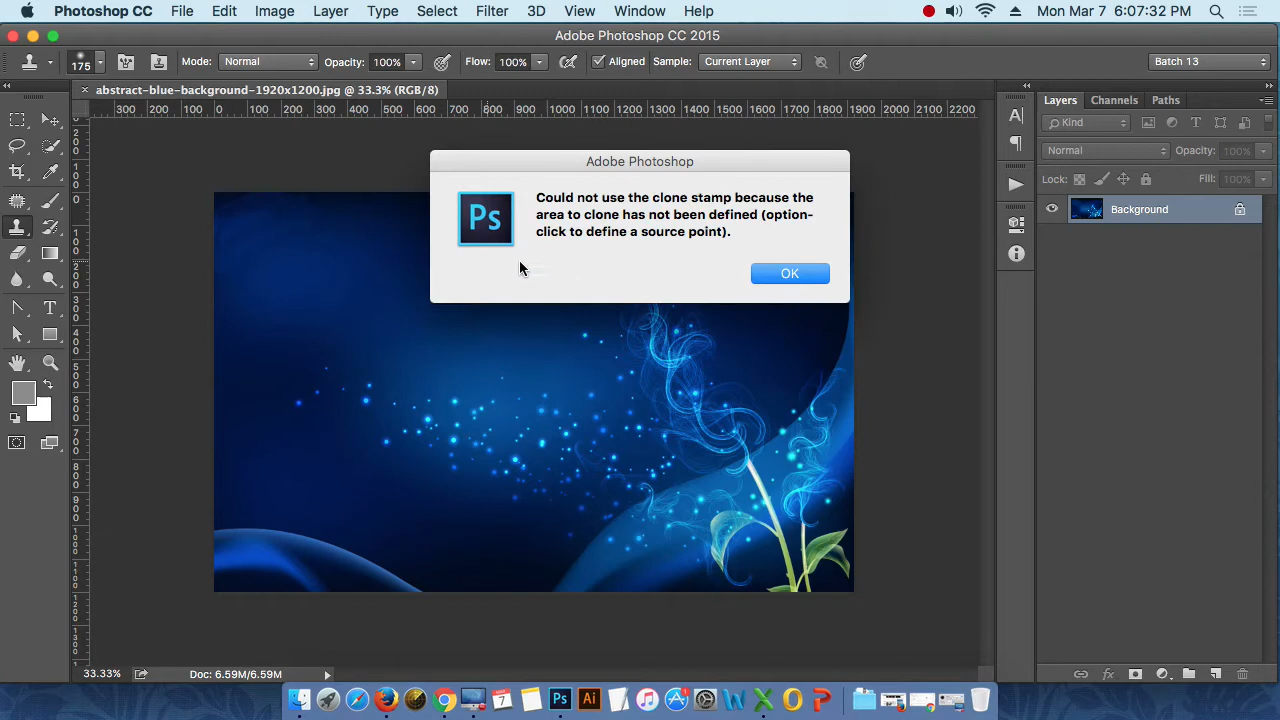 Photoshop CC File Edit Image Layer Type Select Filter 3D View Window Help Mon Mar 7 6:07:32 PM
Adobe Photoshop CC 2015
175 Mode: Normal Opacity: 100% Flow: 100% Aligned Sample: Current Layer Batch 13
× abstract-blue-background-1920x1200.jpg @ 33.3% (RGB/8)
Layers Channels Paths
300 200 100 0 100 200 300 400 500 600 700 800 900 1000 1100 1200 1300 1400 1500 1600 1700 1800 1900 2000 2100 2200
Kind
Normal Opacity: 100%
Lock: Fill: 100%
Background
Adobe Photoshop
Ps
Could not use the clone stamp because the
area to clone has not been defined (option-
click to define a source point).
OK
33.33% Doc: 6.59M/6.59M
7 Ps Ai W X O P